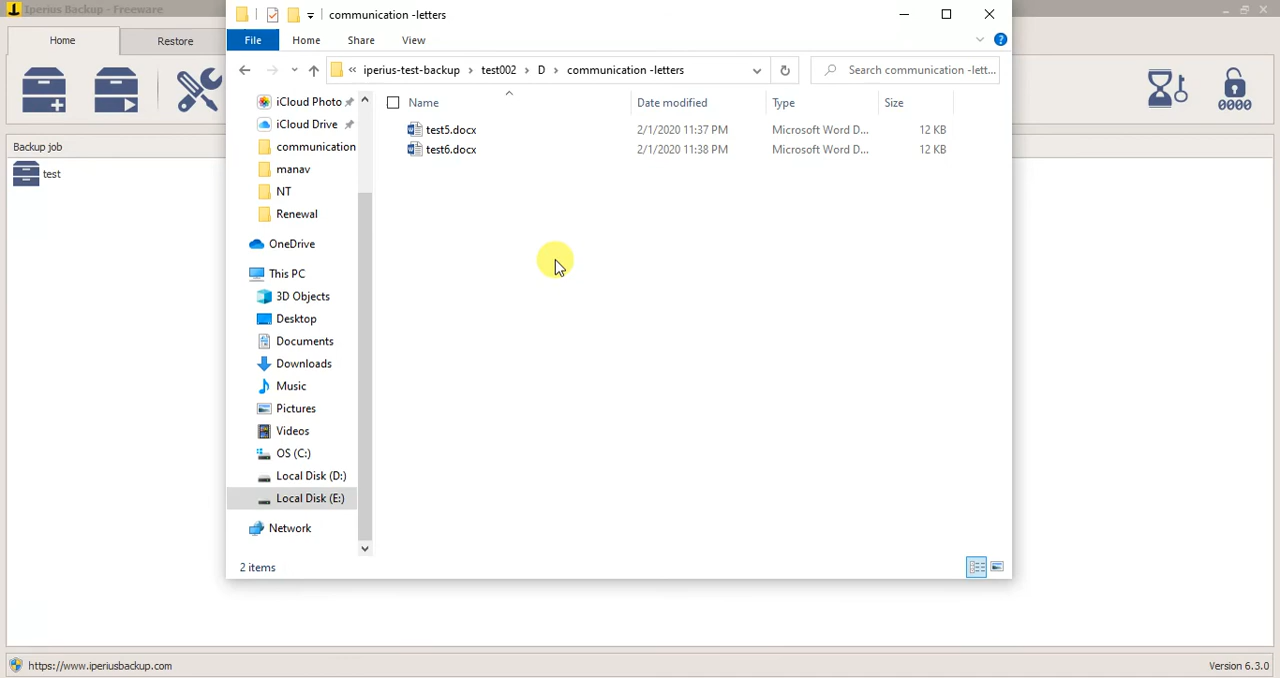 Iperius Backup - Freeware
communication -letters
Home
Restore
0000
File
Home
Share
View
« iperius-test-backup › test002 › D › communication -letters
Search communication -lett...
Backup job
test
iCloud Photo
iCloud Drive
communication
manav
NT
Renewal
OneDrive
This PC
3D Objects
Desktop
Documents
Downloads
Music
Pictures
Videos
OS (C:)
Local Disk (D:)
Local Disk (E:)
Network
Name Date modified Type Size
test5.docx 2/1/2020 11:37 PM Microsoft Word D... 12 KB
test6.docx 2/1/2020 11:38 PM Microsoft Word D... 12 KB
2 items
https://www.iperiusbackup.com
Version 6.3.0